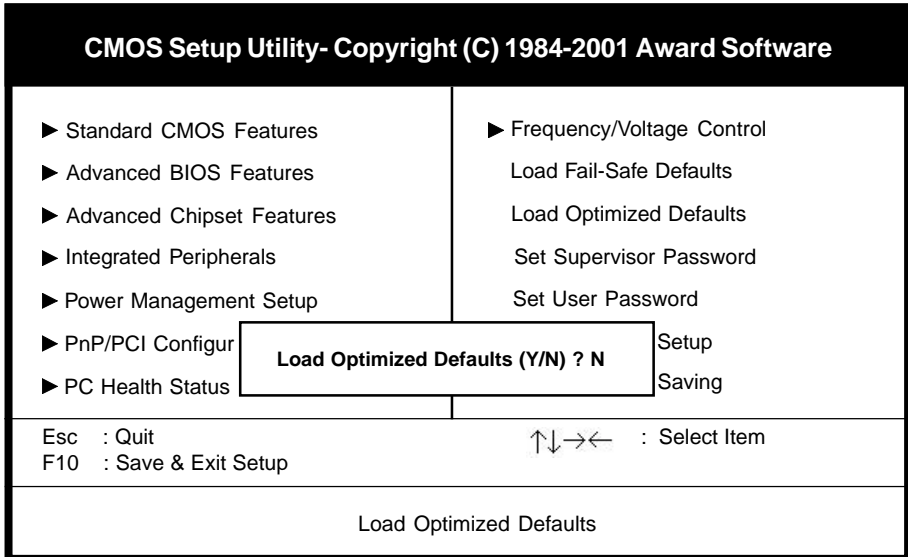 CMOS Setup Utility- Copyright (C) 1984-2001 Award Software
▶ Standard CMOS Features
▶ Advanced BIOS Features
▶ Advanced Chipset Features
▶ Integrated Peripherals
▶ Power Management Setup
▶ PnP/PCI Configur
▶ PC Health Status
▶ Frequency/Voltage Control
Load Fail-Safe Defaults
Load Optimized Defaults
Set Supervisor Password
Set User Password
Setup
Saving
Load Optimized Defaults (Y/N) ? N
Esc : Quit
F10 : Save & Exit Setup
↑↓→← : Select Item
Load Optimized Defaults